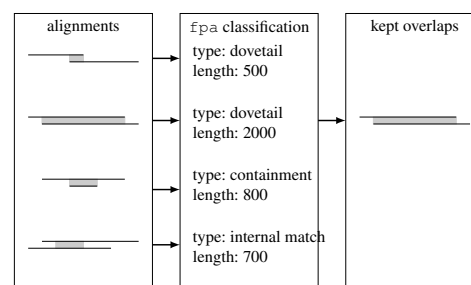 alignments
fpa classification
kept overlaps
type: dovetail
length: 500
type: dovetail
length: 2000
type: containment
length: 800
type: internal match
length: 700